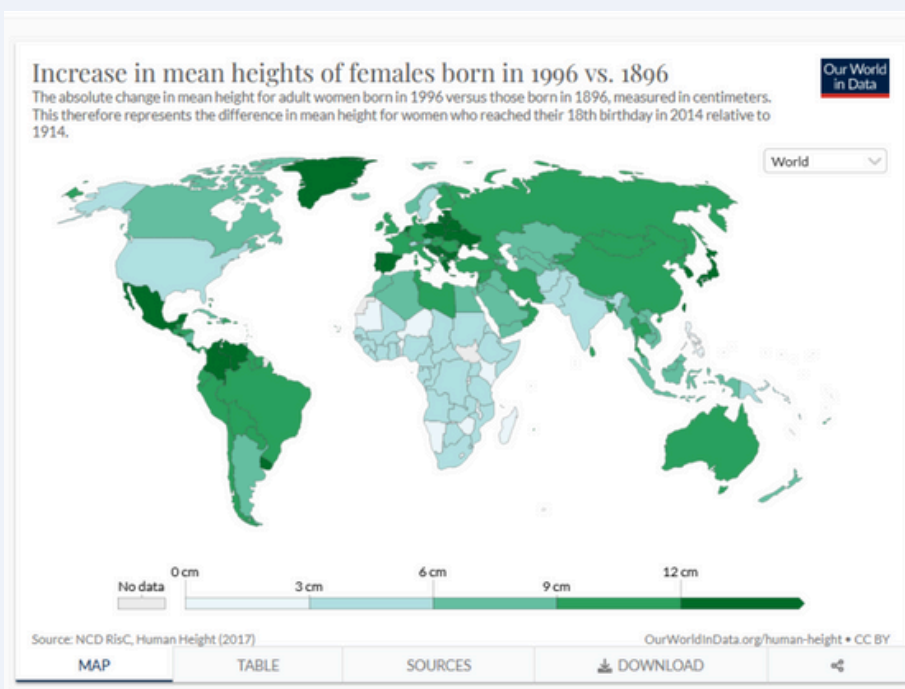 Increase in mean heights of females born in 1996 vs. 1896
Our World
in Data
The absolute change in mean height for adult women born in 1996 versus those born in 1896, measured in centimeters.
This therefore represents the difference in mean height for women who reached their 18th birthday in 2014 relative to
1914.
World
No data
0 cm
3 cm
6 cm
9 cm
12 cm
Source: NCD RisC, Human Height (2017)
OurWorldInData.org/human-height • CC BY
MAP
TABLE
SOURCES
DOWNLOAD